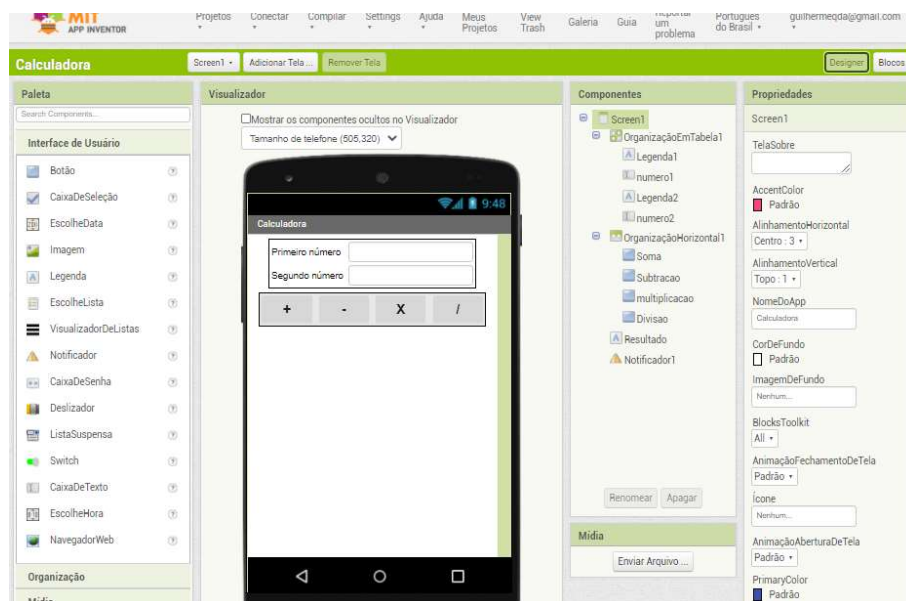 MIT
APP INVENTOR
Projetos Conectar Compilar Settings Ajuda Meus Projetos View Trash Galeria Guia Reportar um problema Português do Brasil guilhermeqda@gmail.com
Calculadora Screen1 Adicionar Tela ... Remover Tela Designer Blocos
Paleta
Search Components...
Interface de Usuário
Botão
CaixaDeSeleção
EscolheData
Imagem
Legenda
EscolheLista
VisualizadorDeListas
Notificador
CaixaDeSenha
Deslizador
ListaSuspensa
Switch
CaixaDeTexto
EscolheHora
NavegadorWeb
Organização
Mídia
Visualizador
Mostrar os componentes ocultos no Visualizador
Tamanho de telefone (505,320)
9:48
Calculadora
Primeiro número
Segundo número
+ - X /
Componentes
Screen1
OrganizaçãoEmTabela1
Legenda1
numero1
Legenda2
numero2
OrganizaçãoHorizontal1
Soma
Subtracao
multiplicacao
Divisao
Resultado
Notificador1
Renomear Apagar
Mídia
Enviar Arquivo ...
Propriedades
Screen1
TelaSobre
AccentColor
Padrão
AlinhamentoHorizontal
Centro : 3
AlinhamentoVertical
Topo : 1
NomeDoApp
Calculadora
CorDeFundo
Padrão
ImagemDeFundo
Nenhum...
BlocksToolkit
All
AnimaçãoFechamentoDeTela
Padrão
Ícone
Nenhum...
AnimaçãoAberturaDeTela
Padrão
PrimaryColor
Padrão